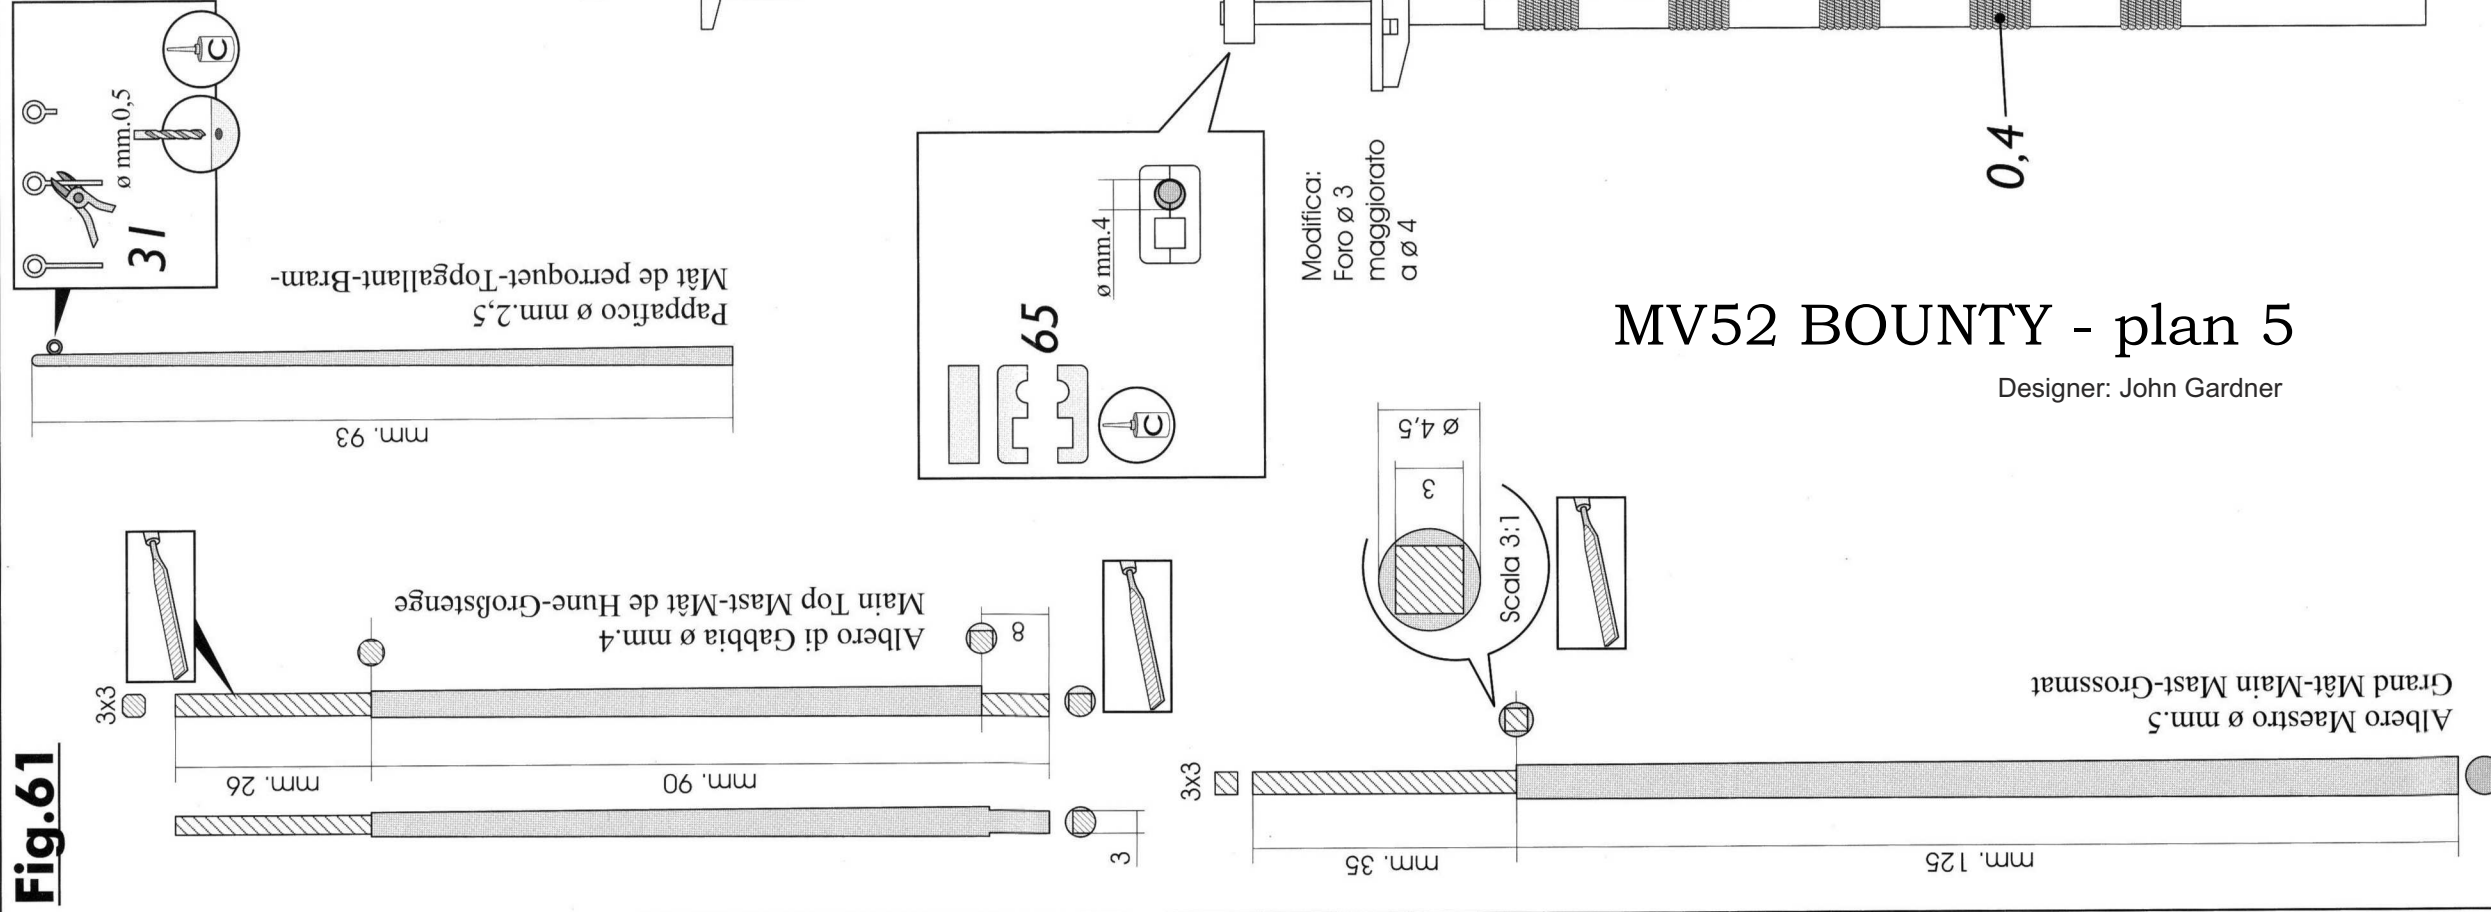 C
ø mm.0,5
31
Mât de perroquet-Topgallant-Bram-
Pappafico ø mm.2,5
mm. 93
65
ø mm.4
C
Modifica:
Foro ø 3
maggiorato
a ø 4
0,4
MV52 BOUNTY - plan 5
Designer: John Gardner
ø 4,5
3
Scala 3:1
Main Top Mast-Mât de Hune-Großstenge
Albero di Gabbia ø mm.4
8
3x3
mm. 26
mm. 90
3
Fig.61
Grand Mât-Main Mast-Grossmat
Albero Maestro ø mm.5
3x3
mm. 35
mm. 125